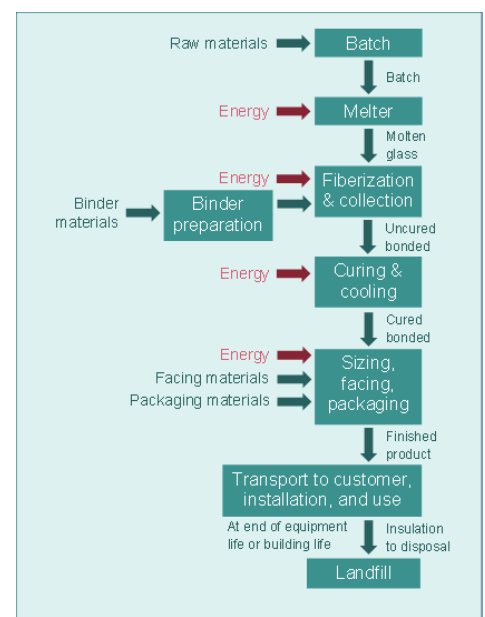 Raw materials
Batch
Batch
Energy
Melter
Molten
glass
Energy
Fiberization
& collection
Binder
materials
Binder
preparation
Uncured
bonded
Energy
Curing &
cooling
Cured
bonded
Energy
Facing materials
Packaging materials
Sizing,
facing,
packaging
Finished
product
Transport to customer,
installation, and use
At end of equipment
life or building life
Insulation
to disposal
Landfill